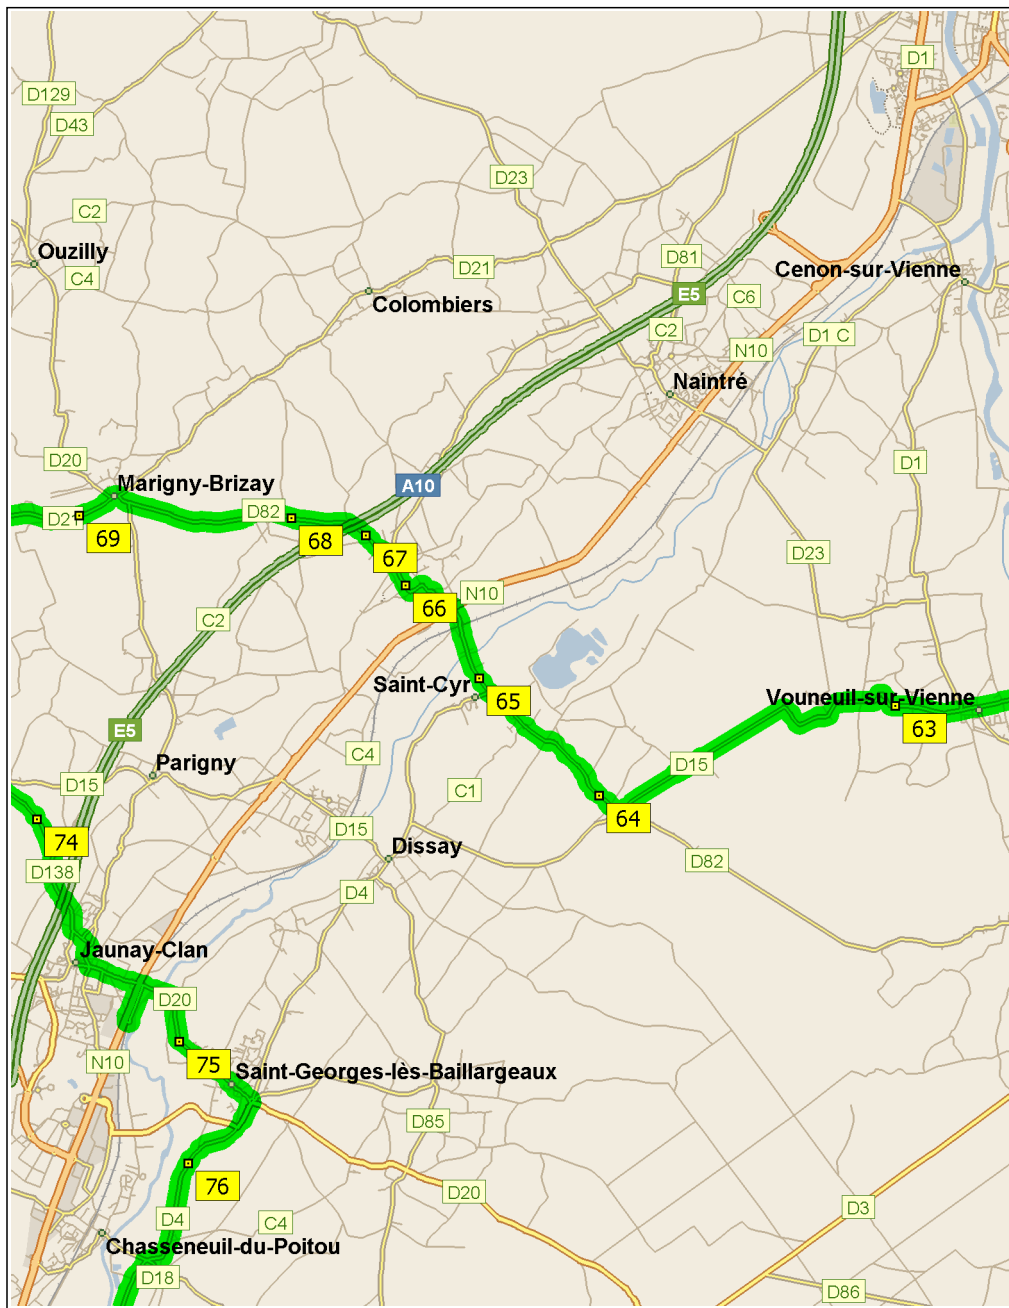 D1
D129
D43
D23
C2
Ouzilly
D81
C4
D21
Cenon-sur-Vienne
E5
C6
Colombiers
C2
D1 C
N10
Naintré
D20
D1
Marigny-Brizay
A10
D82
D21
69
68
67
D23
N10
66
C2
Saint-Cyr
65
Vouneuil-sur-Vienne
63
E5
C4
Parigny
D15
D15
C1
64
D15
74
Dissay
D82
D138
D4
Jaunay-Clan
D20
N10
75
Saint-Georges-lès-Baillargeaux
D85
76
D20
D3
D4
C4
Chasseneuil-du-Poitou
D18
D86